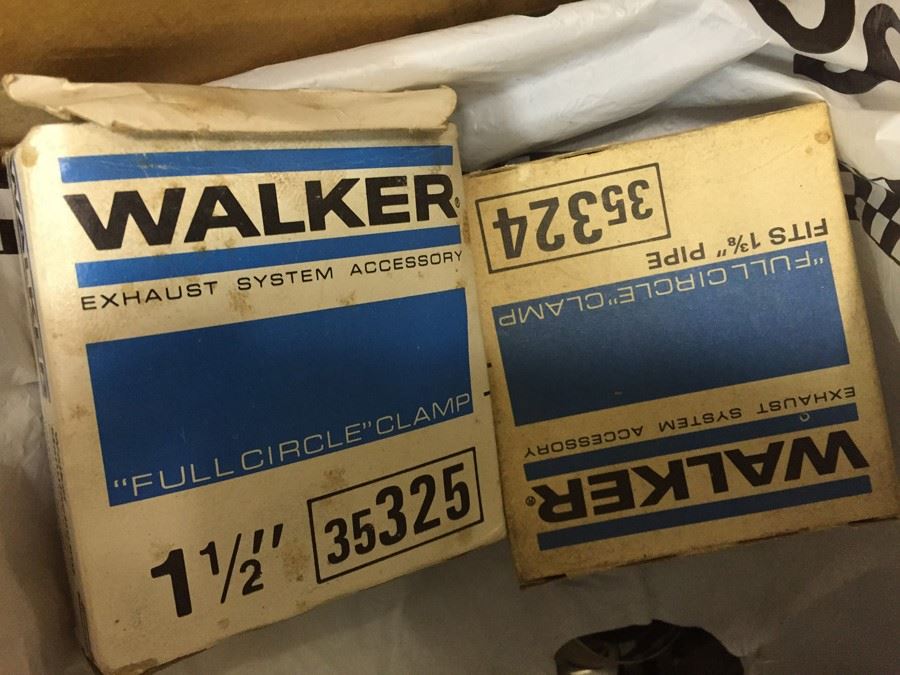 WALKER®
EXHAUST SYSTEM ACCESSORY
"FULL CIRCLE" CLAMP
1 1/2"
35325
WALKER®
EXHAUST SYSTEM ACCESSORY
"FULL CIRCLE" CLAMP
FITS 1 3/8" PIPE
35324